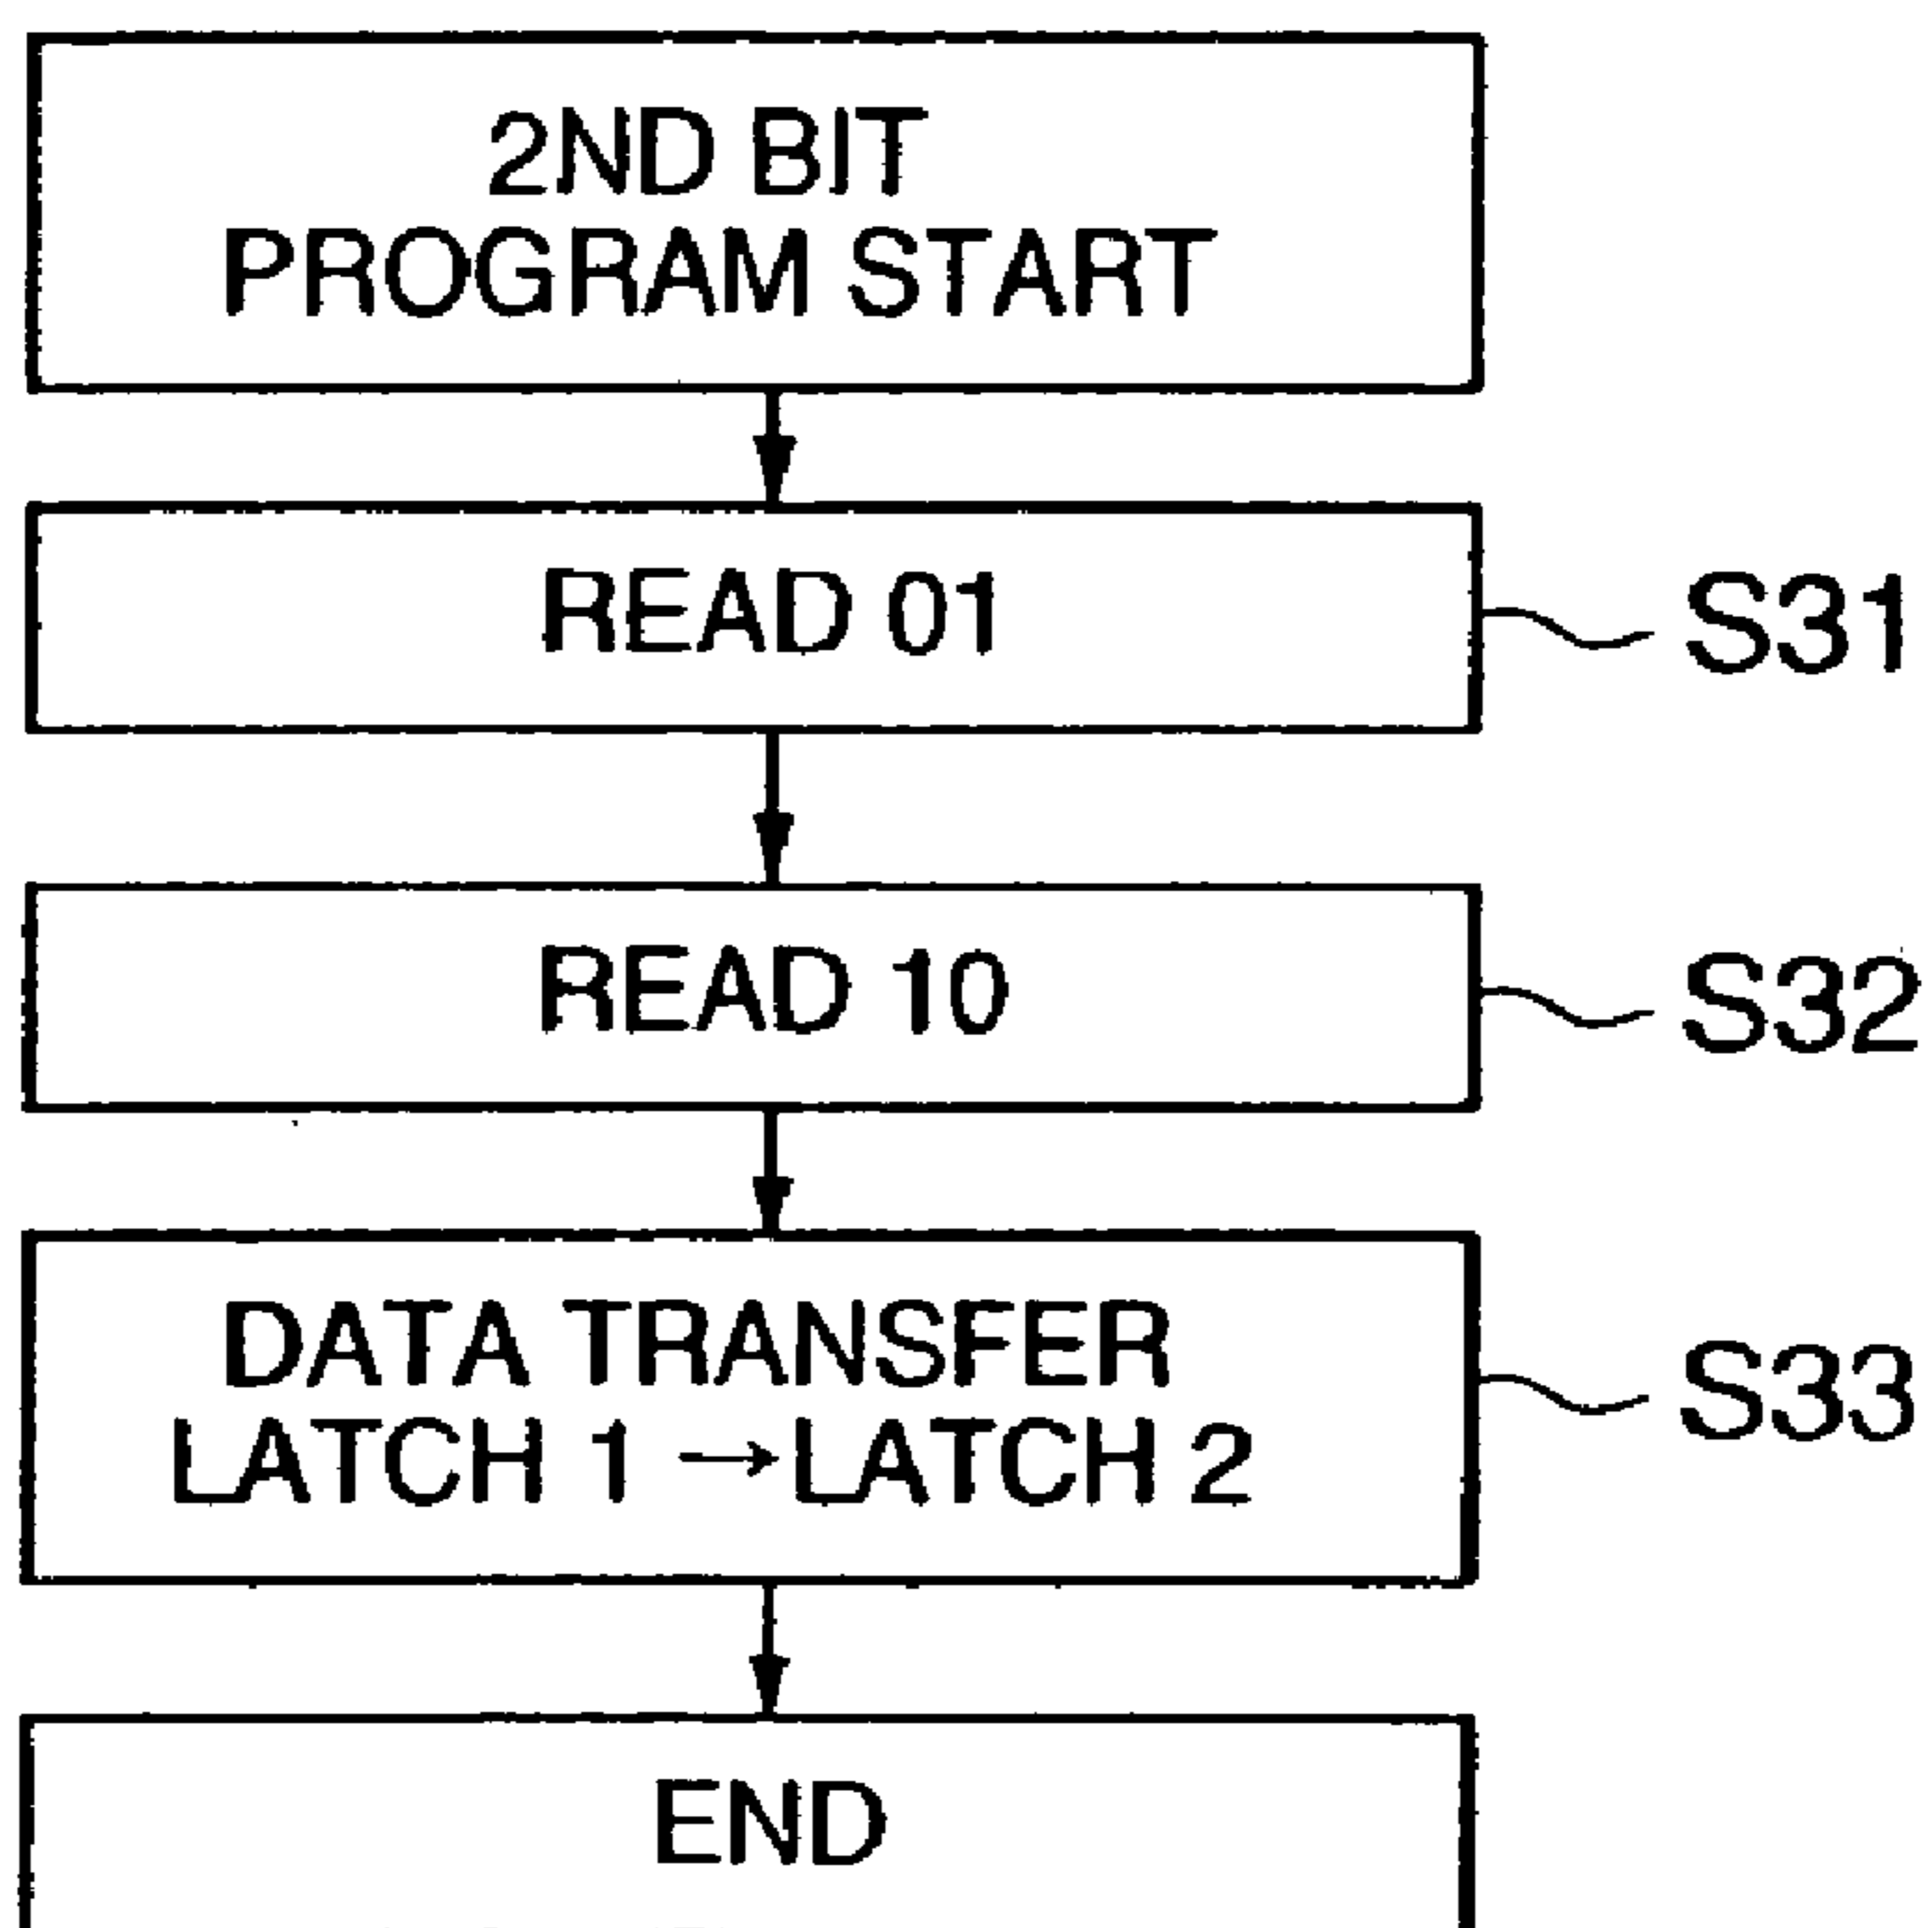 2ND BIT
PROGRAM START
READ 01
S31
READ 10
S32
DATA TRANSFER
LATCH 1 → LATCH 2
S33
END